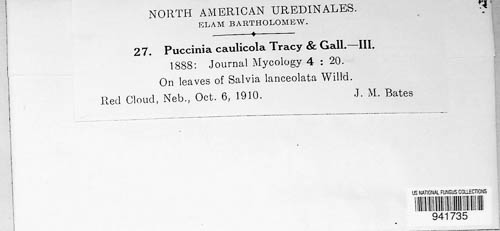 NORTH AMERICAN UREDINALES.
ELAM BARTHOLOMEW.
27. Puccinia caulicola Tracy & Gall.—III.
1888: Journal Mycology 4 : 20.
On leaves of Salvia lanceolata Willd.
Red Cloud, Neb., Oct. 6, 1910. J. M. Bates
US NATIONAL FUNGUS COLLECTIONS
941735